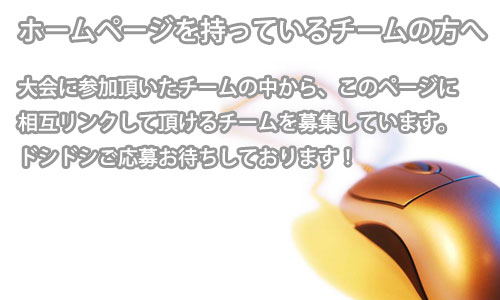 ホームページを持っているチームの方へ
大会に参加頂いたチームの中から、このページに
相互リンクして頂けるチームを募集しています。
ドシドシご応募お待ちしております！